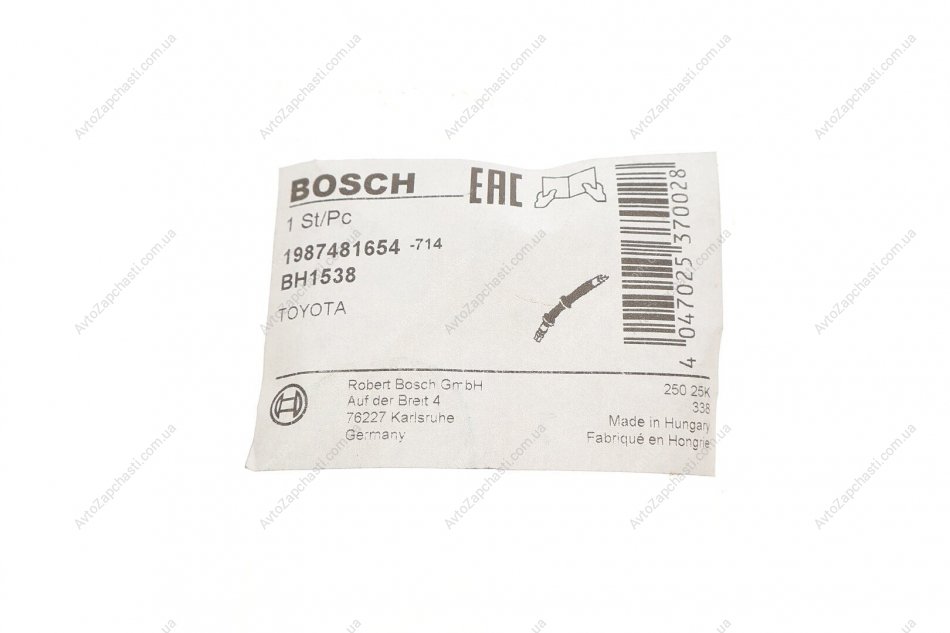 BOSCH
EAC
1 St/Pc
1987481654 -714
BH1538
TOYOTA
4 047025 370028
Robert Bosch GmbH
Auf der Breit 4
76227 Karlsruhe
Germany
250 25K
338
Made in Hungary
Fabriqué en Hongrie
AvtoZapchasti.com.ua